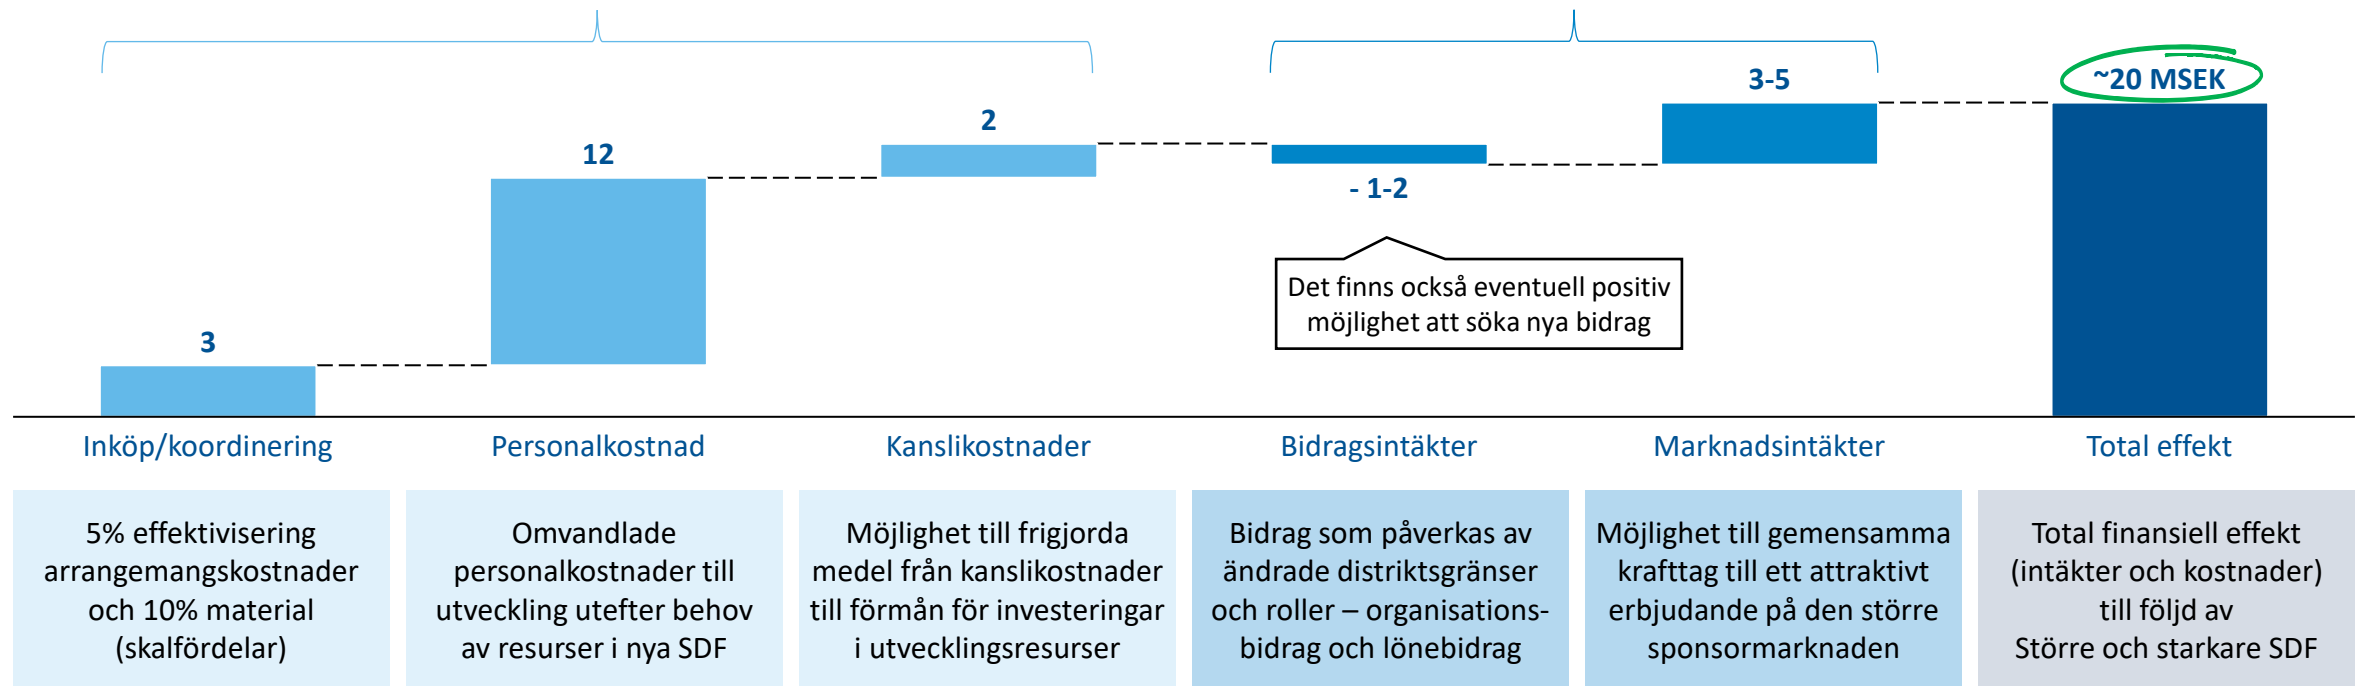 3
12
2
- 1-2
3-5
~20 MSEK
Det finns också eventuell positiv
möjlighet att söka nya bidrag
Inköp/koordinering
Personalkostnad
Kanslikostnader
Bidragsintäkter
Marknadsintäkter
Total effekt
5% effektivisering
arrangemangskostnader
och 10% material
(skalfördelar)
Omvandlade
personalkostnader till
utveckling utefter behov
av resurser i nya SDF
Möjlighet till frigjorda
medel från kanslikostnader
till förmån för investeringar
i utvecklingsresurser
Bidrag som påverkas av
ändrade distriktsgränser
och roller – organisations-
bidrag och lönebidrag
Möjlighet till gemensamma
krafttag till ett attraktivt
erbjudande på den större
sponsormarknaden
Total finansiell effekt
(intäkter och kostnader)
till följd av
Större och starkare SDF